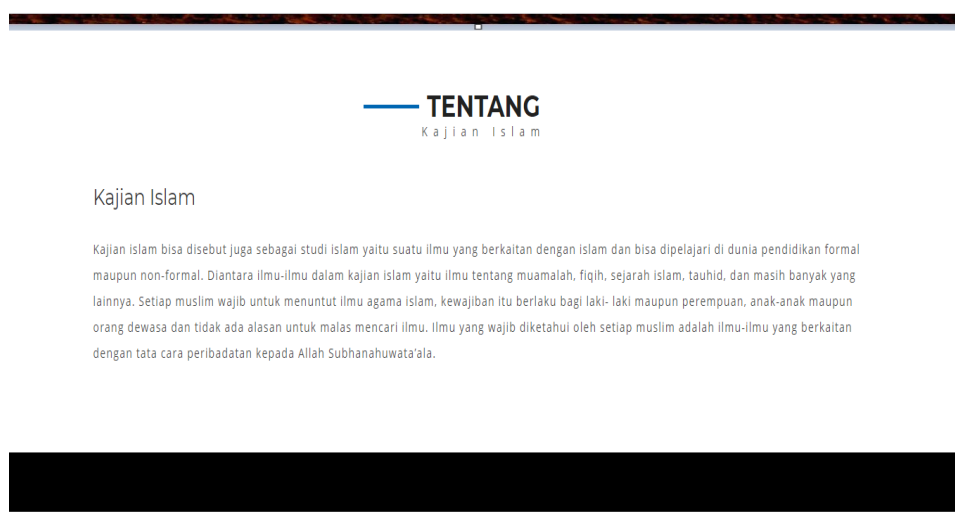 TENTANG
Kajian Islam
Kajian Islam
Kajian islam bisa disebut juga sebagai studi islam yaitu suatu ilmu yang berkaitan dengan islam dan bisa dipelajari di dunia pendidikan formal
maupun non-formal. Diantara ilmu-ilmu dalam kajian islam yaitu ilmu tentang muamalah, fiqih, sejarah islam, tauhid, dan masih banyak yang
lainnya. Setiap muslim wajib untuk menuntut ilmu agama islam, kewajiban itu berlaku bagi laki- laki maupun perempuan, anak-anak maupun
orang dewasa dan tidak ada alasan untuk malas mencari ilmu. Ilmu yang wajib diketahui oleh setiap muslim adalah ilmu-ilmu yang berkaitan
dengan tata cara peribadatan kepada Allah Subhanahuwata'ala.